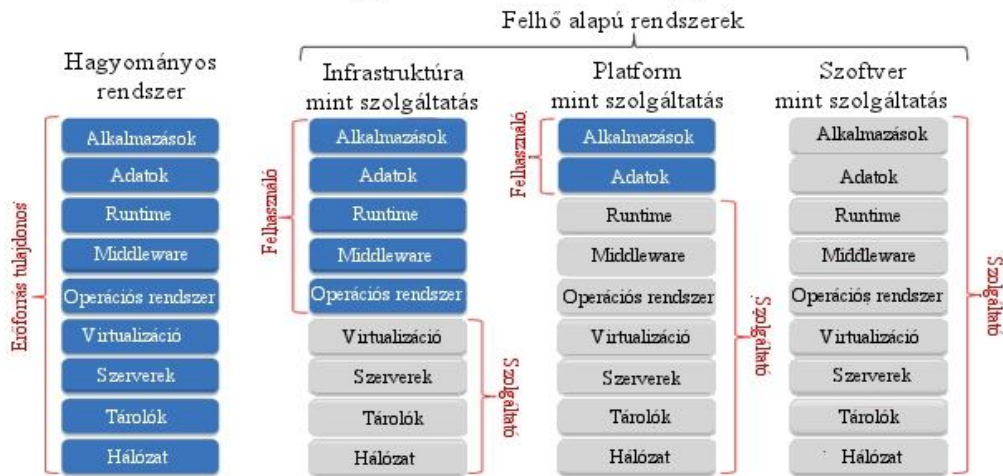 Felhő alapú rendszerek
Hagyományos
rendszer
Erőforrás tulajdonos
Alkalmazások
Adatok
Runtime
Middleware
Operációs rendszer
Virtualizáció
Szerverek
Tárolók
Hálózat
Infrastruktúra
mint szolgáltatás
Felhasználó
Alkalmazások
Adatok
Runtime
Middleware
Operációs rendszer
Virtualizáció
Szerverek
Tárolók
Hálózat
Szolgáltató
Platform
mint szolgáltatás
Felhasználó
Alkalmazások
Adatok
Runtime
Middleware
Operációs rendszer
Virtualizáció
Szerverek
Tárolók
Hálózat
Szolgáltató
Szoftver
mint szolgáltatás
Alkalmazások
Adatok
Runtime
Middleware
Operációs rendszer
Virtualizáció
Szerverek
Tárolók
Hálózat
Szolgáltató